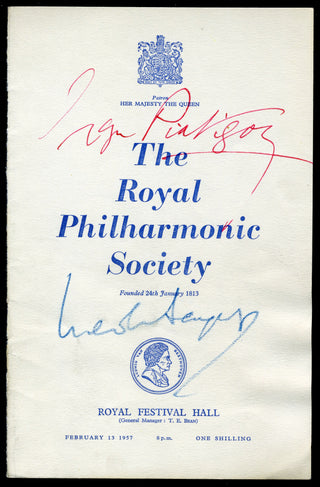 Patron
HER MAJESTY THE QUEEN
The
Royal
Philharmonic
Society
Founded 24th January 1813
ROYAL FESTIVAL HALL
(General Manager: T. E. BEAN)
FEBRUARY 13 1957 8 p.m. ONE SHILLING